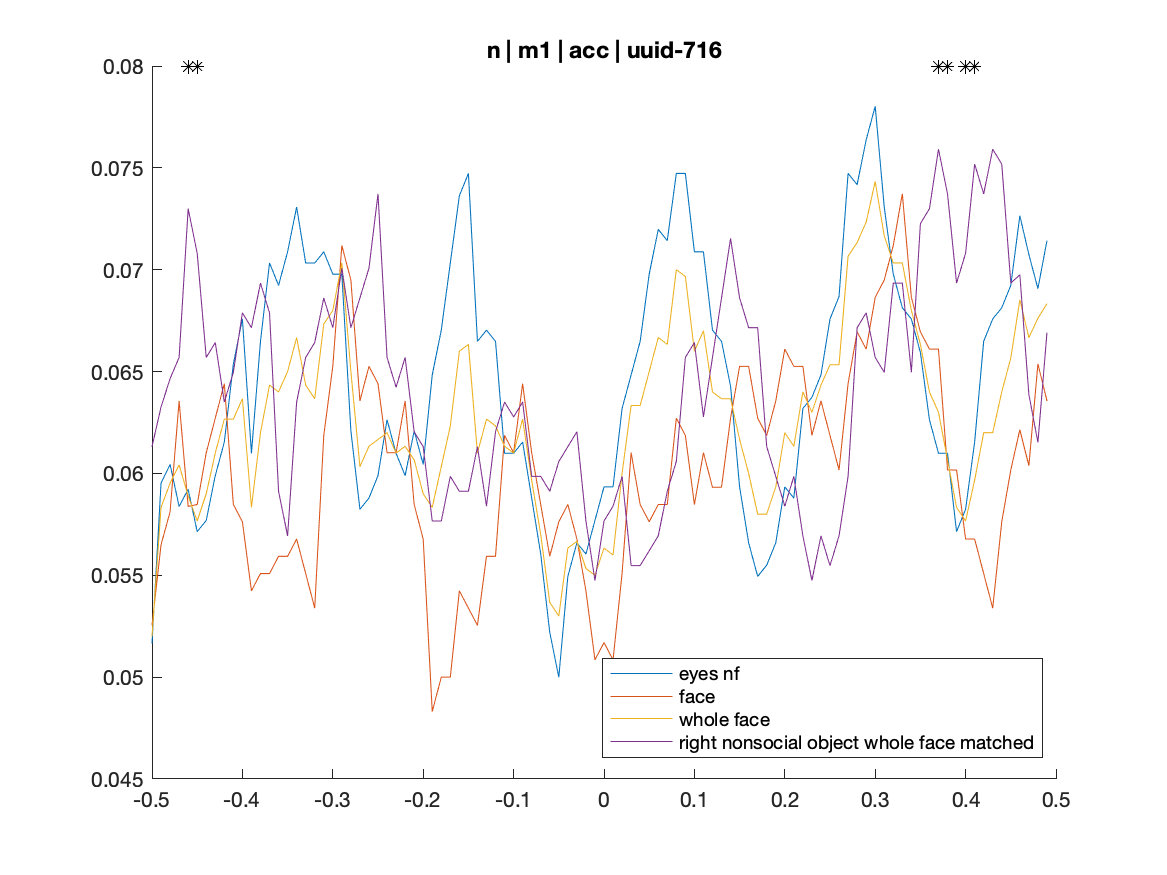 n | m1 | acc | uuid-716
0.08
0.075
0.07
0.065
0.06
0.055
0.05
0.045
-0.5 -0.4 -0.3 -0.2 -0.1 0 0.1 0.2 0.3 0.4 0.5
eyes nf
face
whole face
right nonsocial object whole face matched